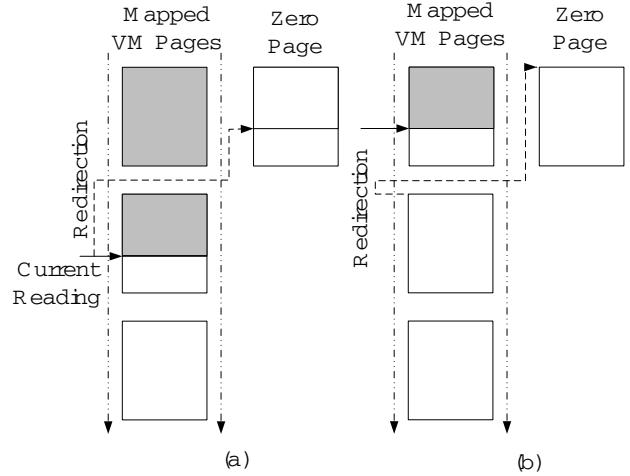 Mapped
VM Pages
Zero
Page
Redirection
Current
Reading
(a)
Mapped
VM Pages
Zero
Page
Redirection
(b)